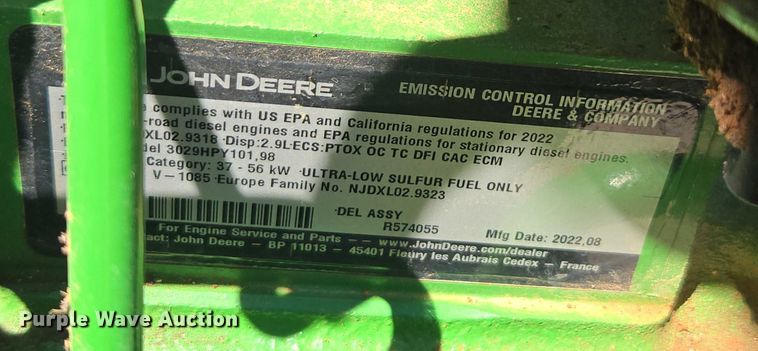 JOHN DEERE
EMISSION CONTROL INFORMATION
DEERE & COMPANY
complies with US EPA and California regulations for 2022
-road diesel engines and EPA regulations for stationary diesel engines.
XL02.9318 · Disp:2.9L·ECS:PTOX OC TC DFI CAC ECM
del 3029HPY101,98
Category: 37 - 56 kW · ULTRA-LOW SULFUR FUEL ONLY
V-1085 · Europe Family No. NJDXL02.9323
DEL ASSY
R574055
Mfg Date: 2022.08
For Engine Service and Parts -- www.JohnDeere.com/dealer
act: John Deere - BP 11013 - 45401 Fleury les Aubrais Cedex - France
Purple Wave Auction